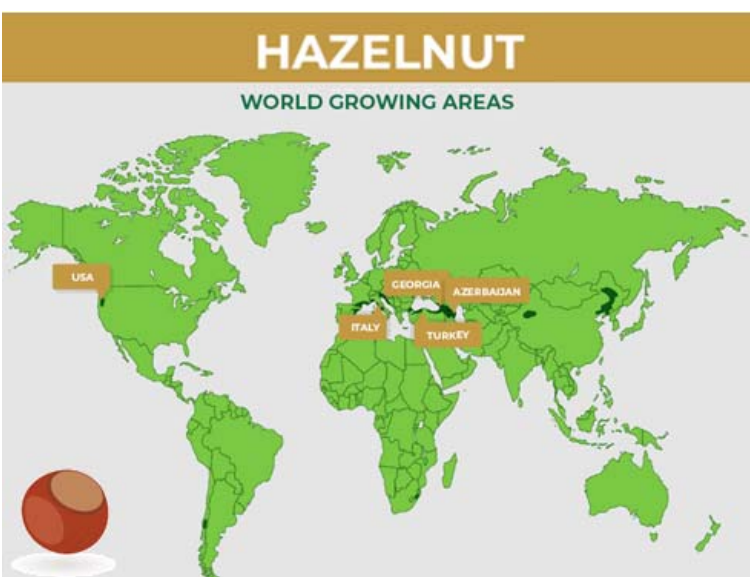 HAZELNUT
WORLD GROWING AREAS
USA
GEORGIA
AZERBAIJAN
ITALY
TURKEY